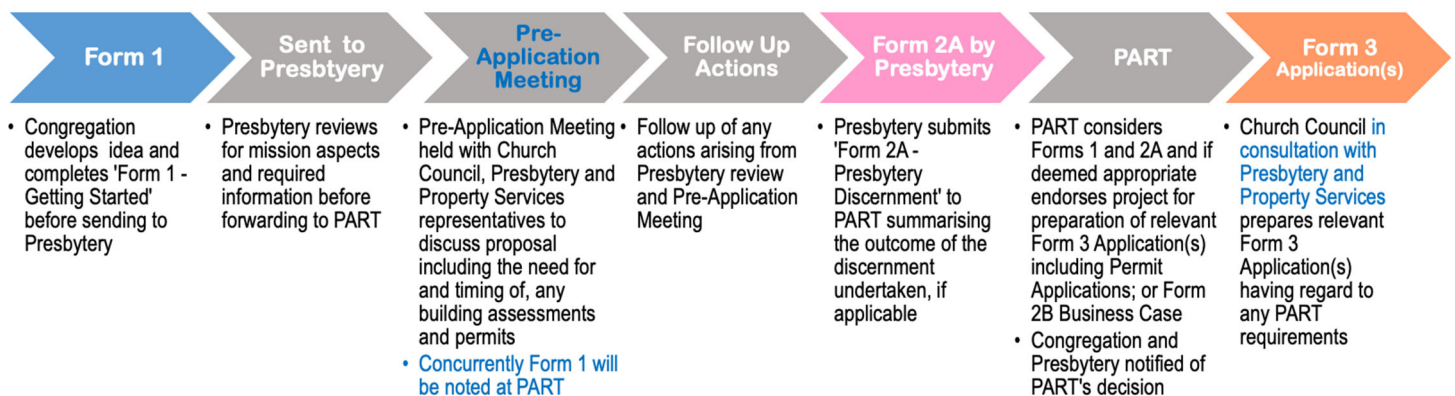 Form 1
Sent to
Presbtyery
Pre-
Application
Meeting
Follow Up
Actions
Form 2A by
Presbytery
PART
Form 3
Application(s)
• Congregation
develops idea and
completes 'Form 1 -
Getting Started'
before sending to
Presbytery
• Presbytery reviews
for mission aspects
and required
information before
forwarding to PART
• Pre-Application Meeting
held with Church
Council, Presbytery and
Property Services
representatives to
discuss proposal
including the need for
and timing of, any
building assessments
and permits
• Concurrently Form 1 will
be noted at PART
• Follow up of any
actions arising from
Presbytery review
and Pre-Application
Meeting
• Presbytery submits
'Form 2A -
Presbytery
Discernment' to
PART summarising
the outcome of the
discernment
undertaken, if
applicable
• PART considers
Forms 1 and 2A and if
deemed appropriate
endorses project for
preparation of relevant
Form 3 Application(s)
including Permit
Applications; or Form
2B Business Case
• Congregation and
Presbytery notified of
PART's decision
• Church Council in
consultation with
Presbytery and
Property Services
prepares relevant
Form 3
Application(s)
having regard to
any PART
requirements